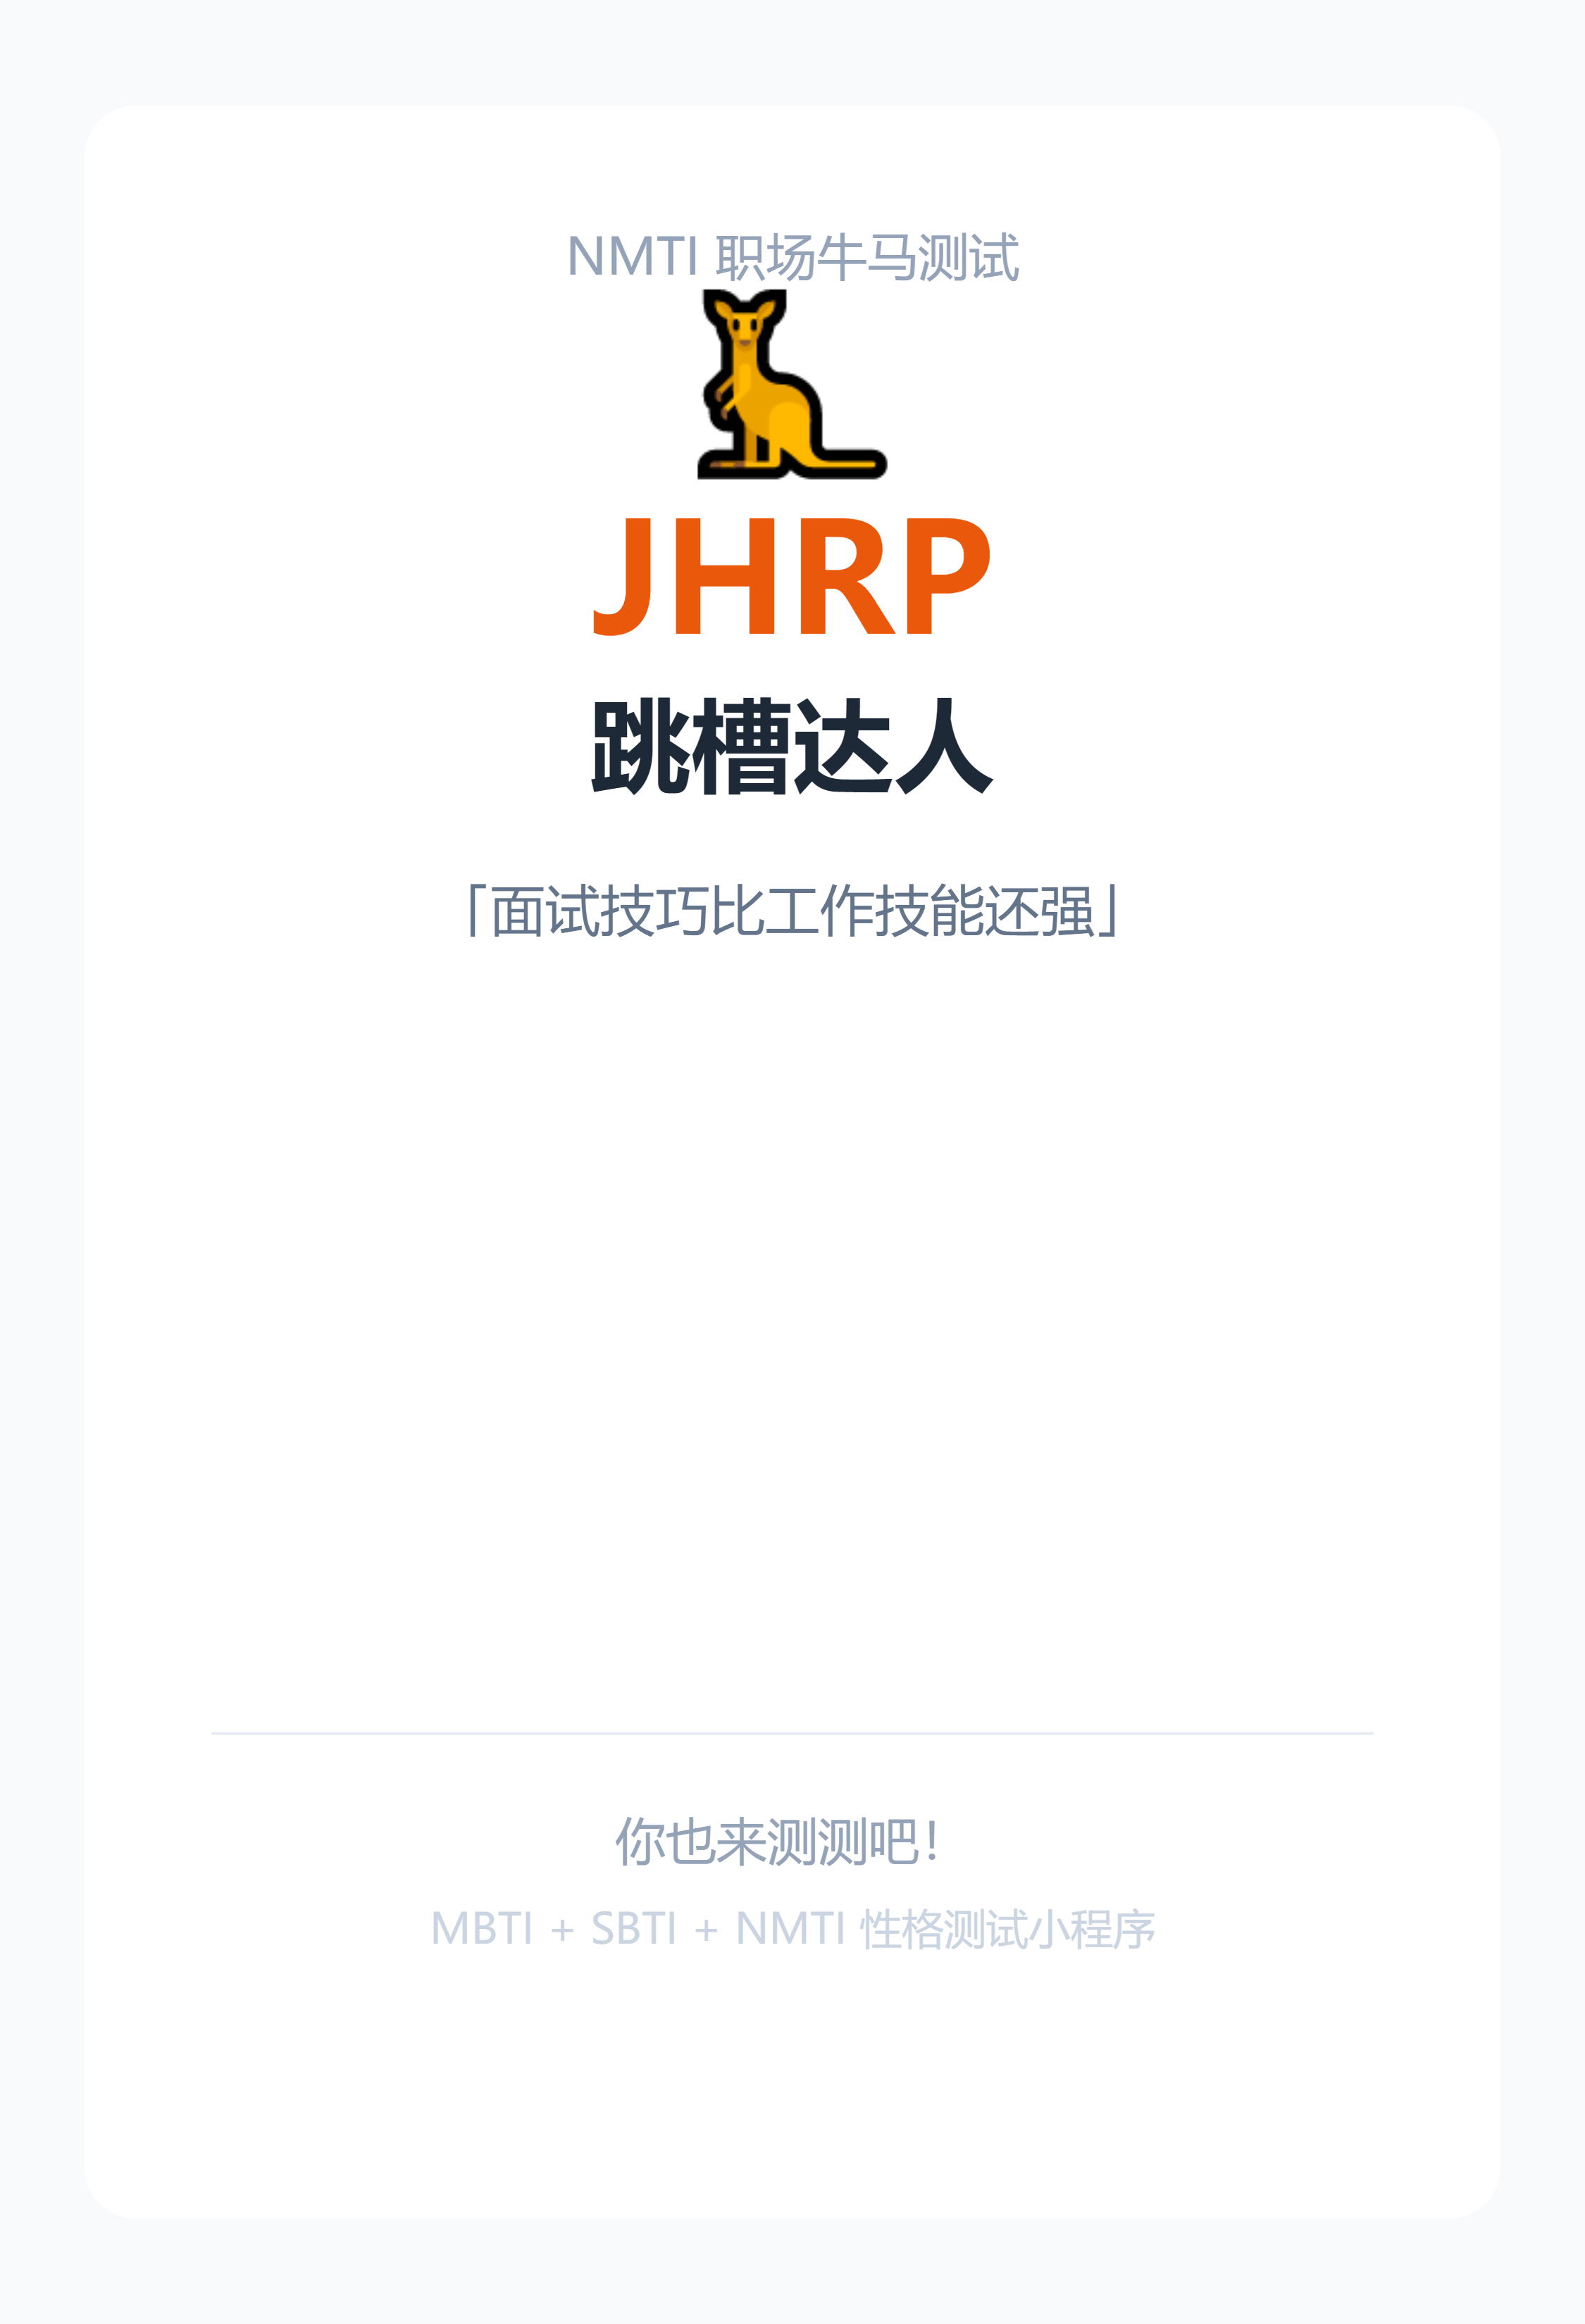 NMTI 职场牛马测试
JHRP
跳槽达人
「面试技巧比工作技能还强」
你也来测测吧！
MBTI + SBTI + NMTI 性格测试小程序